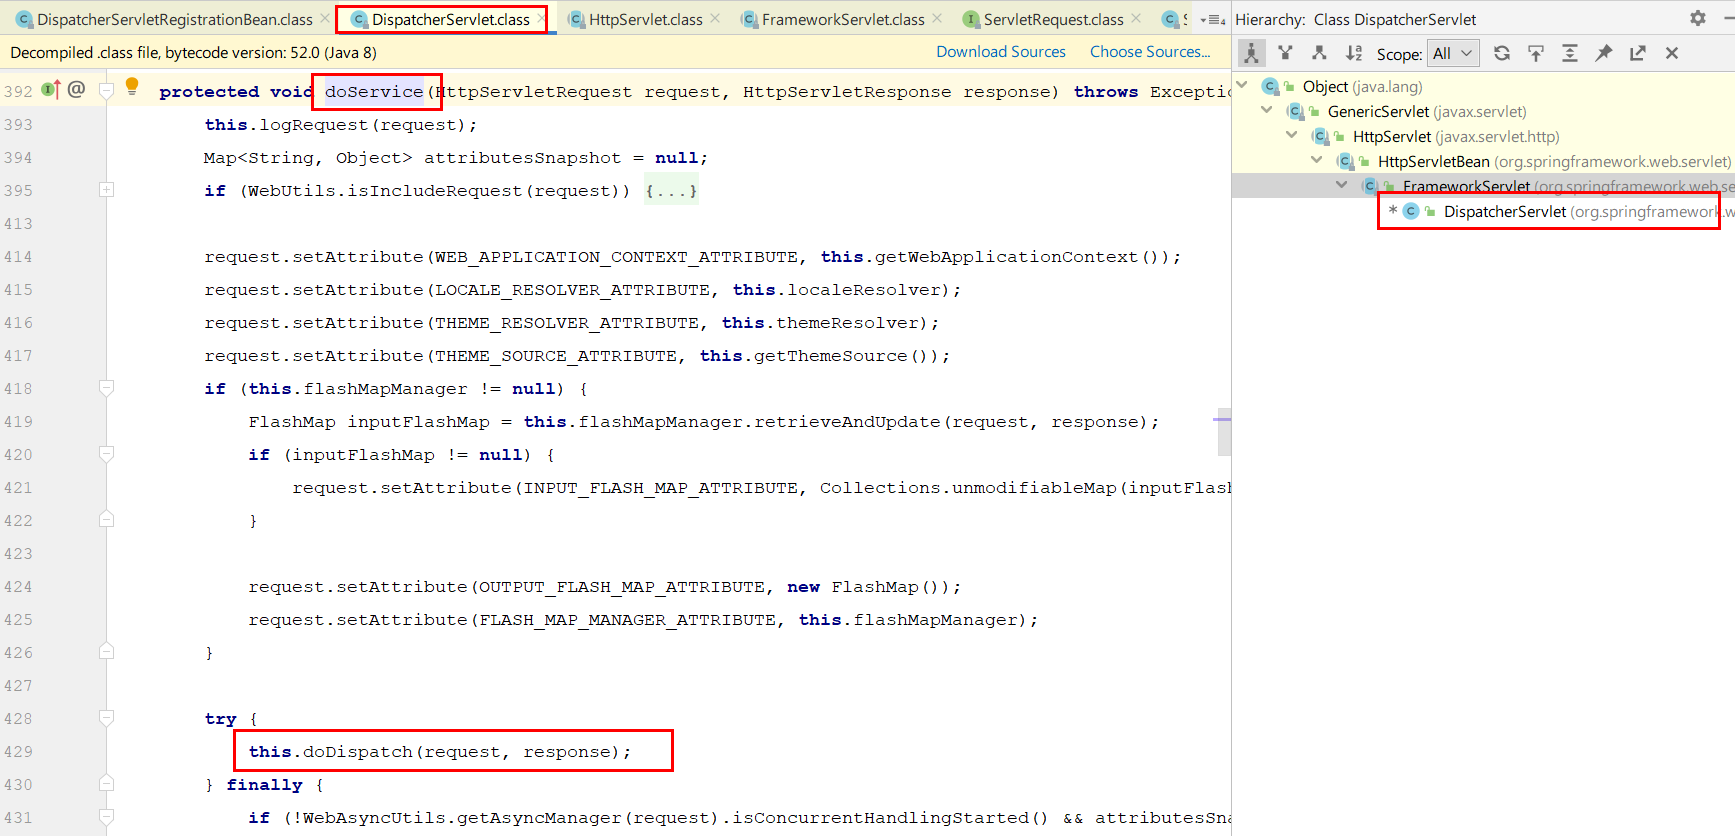 DispatcherServletRegistrationBean.class DispatcherServlet.class HttpServlet.class FrameworkServlet.class ServletRequest.class S
Decompiled .class file, bytecode version: 52.0 (Java 8) Download Sources Choose Sources...
392 @ protected void doService(HttpServletRequest request, HttpServletResponse response) throws Exceptio
393 this.logRequest(request);
394 Map<String, Object> attributesSnapshot = null;
395 if (WebUtils.isIncludeRequest(request)) {...}
413
414 request.setAttribute(WEB_APPLICATION_CONTEXT_ATTRIBUTE, this.getWebApplicationContext());
415 request.setAttribute(LOCALE_RESOLVER_ATTRIBUTE, this.localeResolver);
416 request.setAttribute(THEME_RESOLVER_ATTRIBUTE, this.themeResolver);
417 request.setAttribute(THEME_SOURCE_ATTRIBUTE, this.getThemeSource());
418 if (this.flashMapManager != null) {
419 FlashMap inputFlashMap = this.flashMapManager.retrieveAndUpdate(request, response);
420 if (inputFlashMap != null) {
421 request.setAttribute(INPUT_FLASH_MAP_ATTRIBUTE, Collections.unmodifiableMap(inputFlash
422 }
423
424 request.setAttribute(OUTPUT_FLASH_MAP_ATTRIBUTE, new FlashMap());
425 request.setAttribute(FLASH_MAP_MANAGER_ATTRIBUTE, this.flashMapManager);
426 }
427
428 try {
429 this.doDispatch(request, response);
430 } finally {
431 if (!WebAsyncUtils.getAsyncManager(request).isConcurrentHandlingStarted() && attributesSna
Hierarchy: Class DispatcherServlet
Scope: All
Object (java.lang)
GenericServlet (javax.servlet)
HttpServlet (javax.servlet.http)
HttpServletBean (org.springframework.web.servlet)
FrameworkServlet (org.springframework.web.se
* DispatcherServlet (org.springframework.w